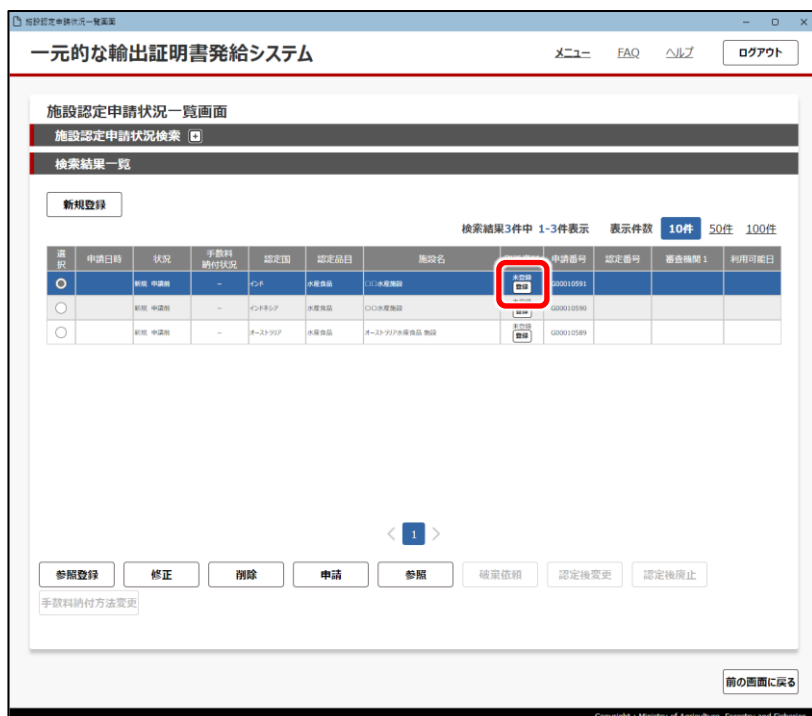 施設認定申請状況一覧画面
一元的な輸出証明書発給システム
メニュー FAQ ヘルプ ログアウト
施設認定申請状況一覧画面
施設認定申請状況検索 +
検索結果一覧
新規登録
検索結果3件中 1-3件表示 表示件数 10件 50件 100件
選択 申請日時 状況 手数料納付状況 認定国 認定品目 施設名 申請番号 認定番号 審査機関1 利用可能日
新規 申請前 － インド 水産食品 〇〇水産施設 未登録 登録 G00010591
新規 申請前 － インドネシア 水産食品 〇〇水産施設 登録 G00010590
新規 申請前 － オーストラリア 水産食品 オーストラリア水産食品 施設 未登録 登録 G00010589
< 1 >
参照登録 修正 削除 申請 参照 破棄依頼 認定後変更 認定後廃止
手数料納付方法変更
前の画面に戻る
Copyright : Ministry of Agriculture, Forestry and Fisheries